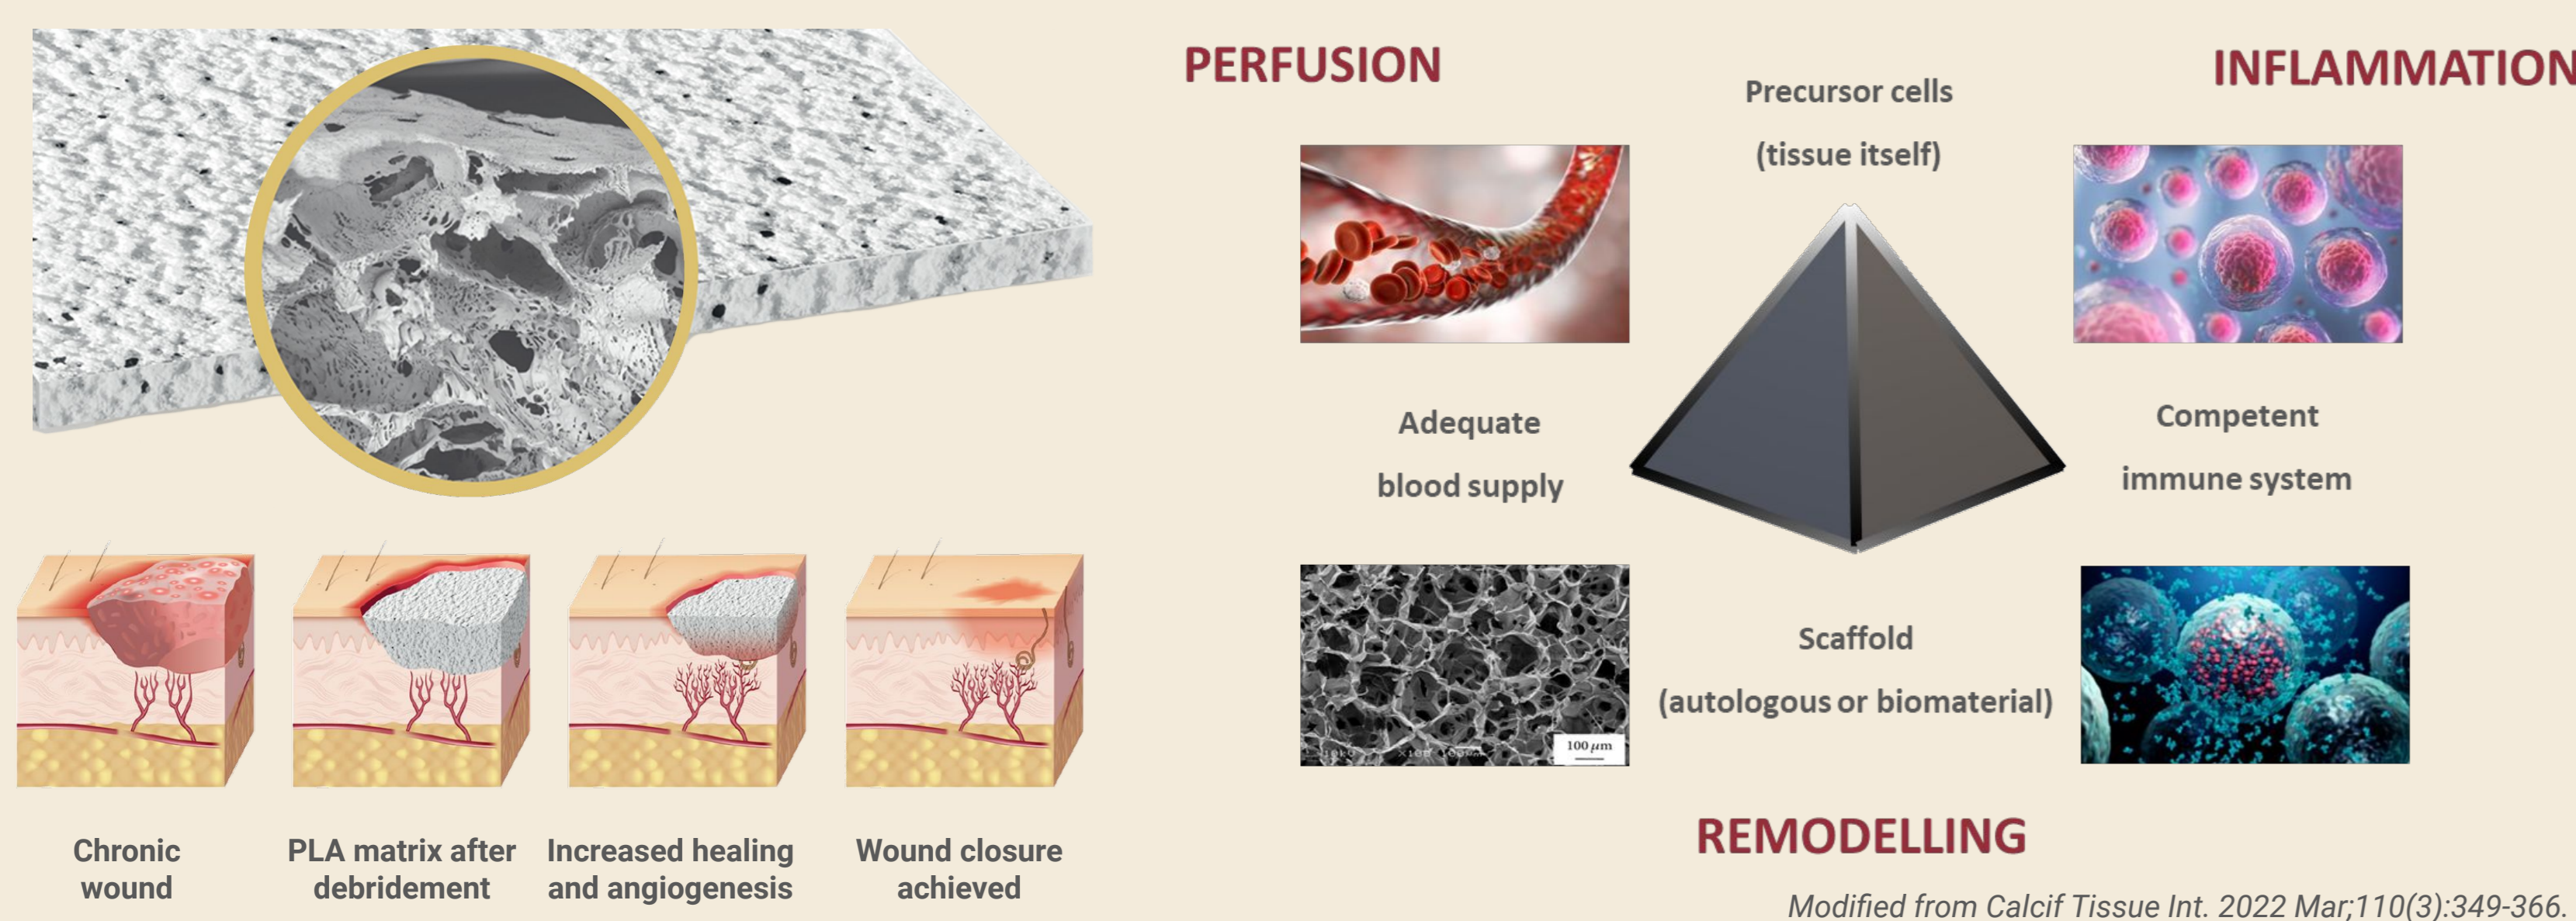 PERFUSION
INFLAMMATION
Precursor cells
(tissue itself)
Adequate
blood supply
Competent
immune system
Scaffold
(autologous or biomaterial)
100 µm
Chronic
wound
PLA matrix after
debridement
Increased healing
and angiogenesis
Wound closure
achieved
REMODELLING
Modified from Calcif Tissue Int. 2022 Mar;110(3):349-366.